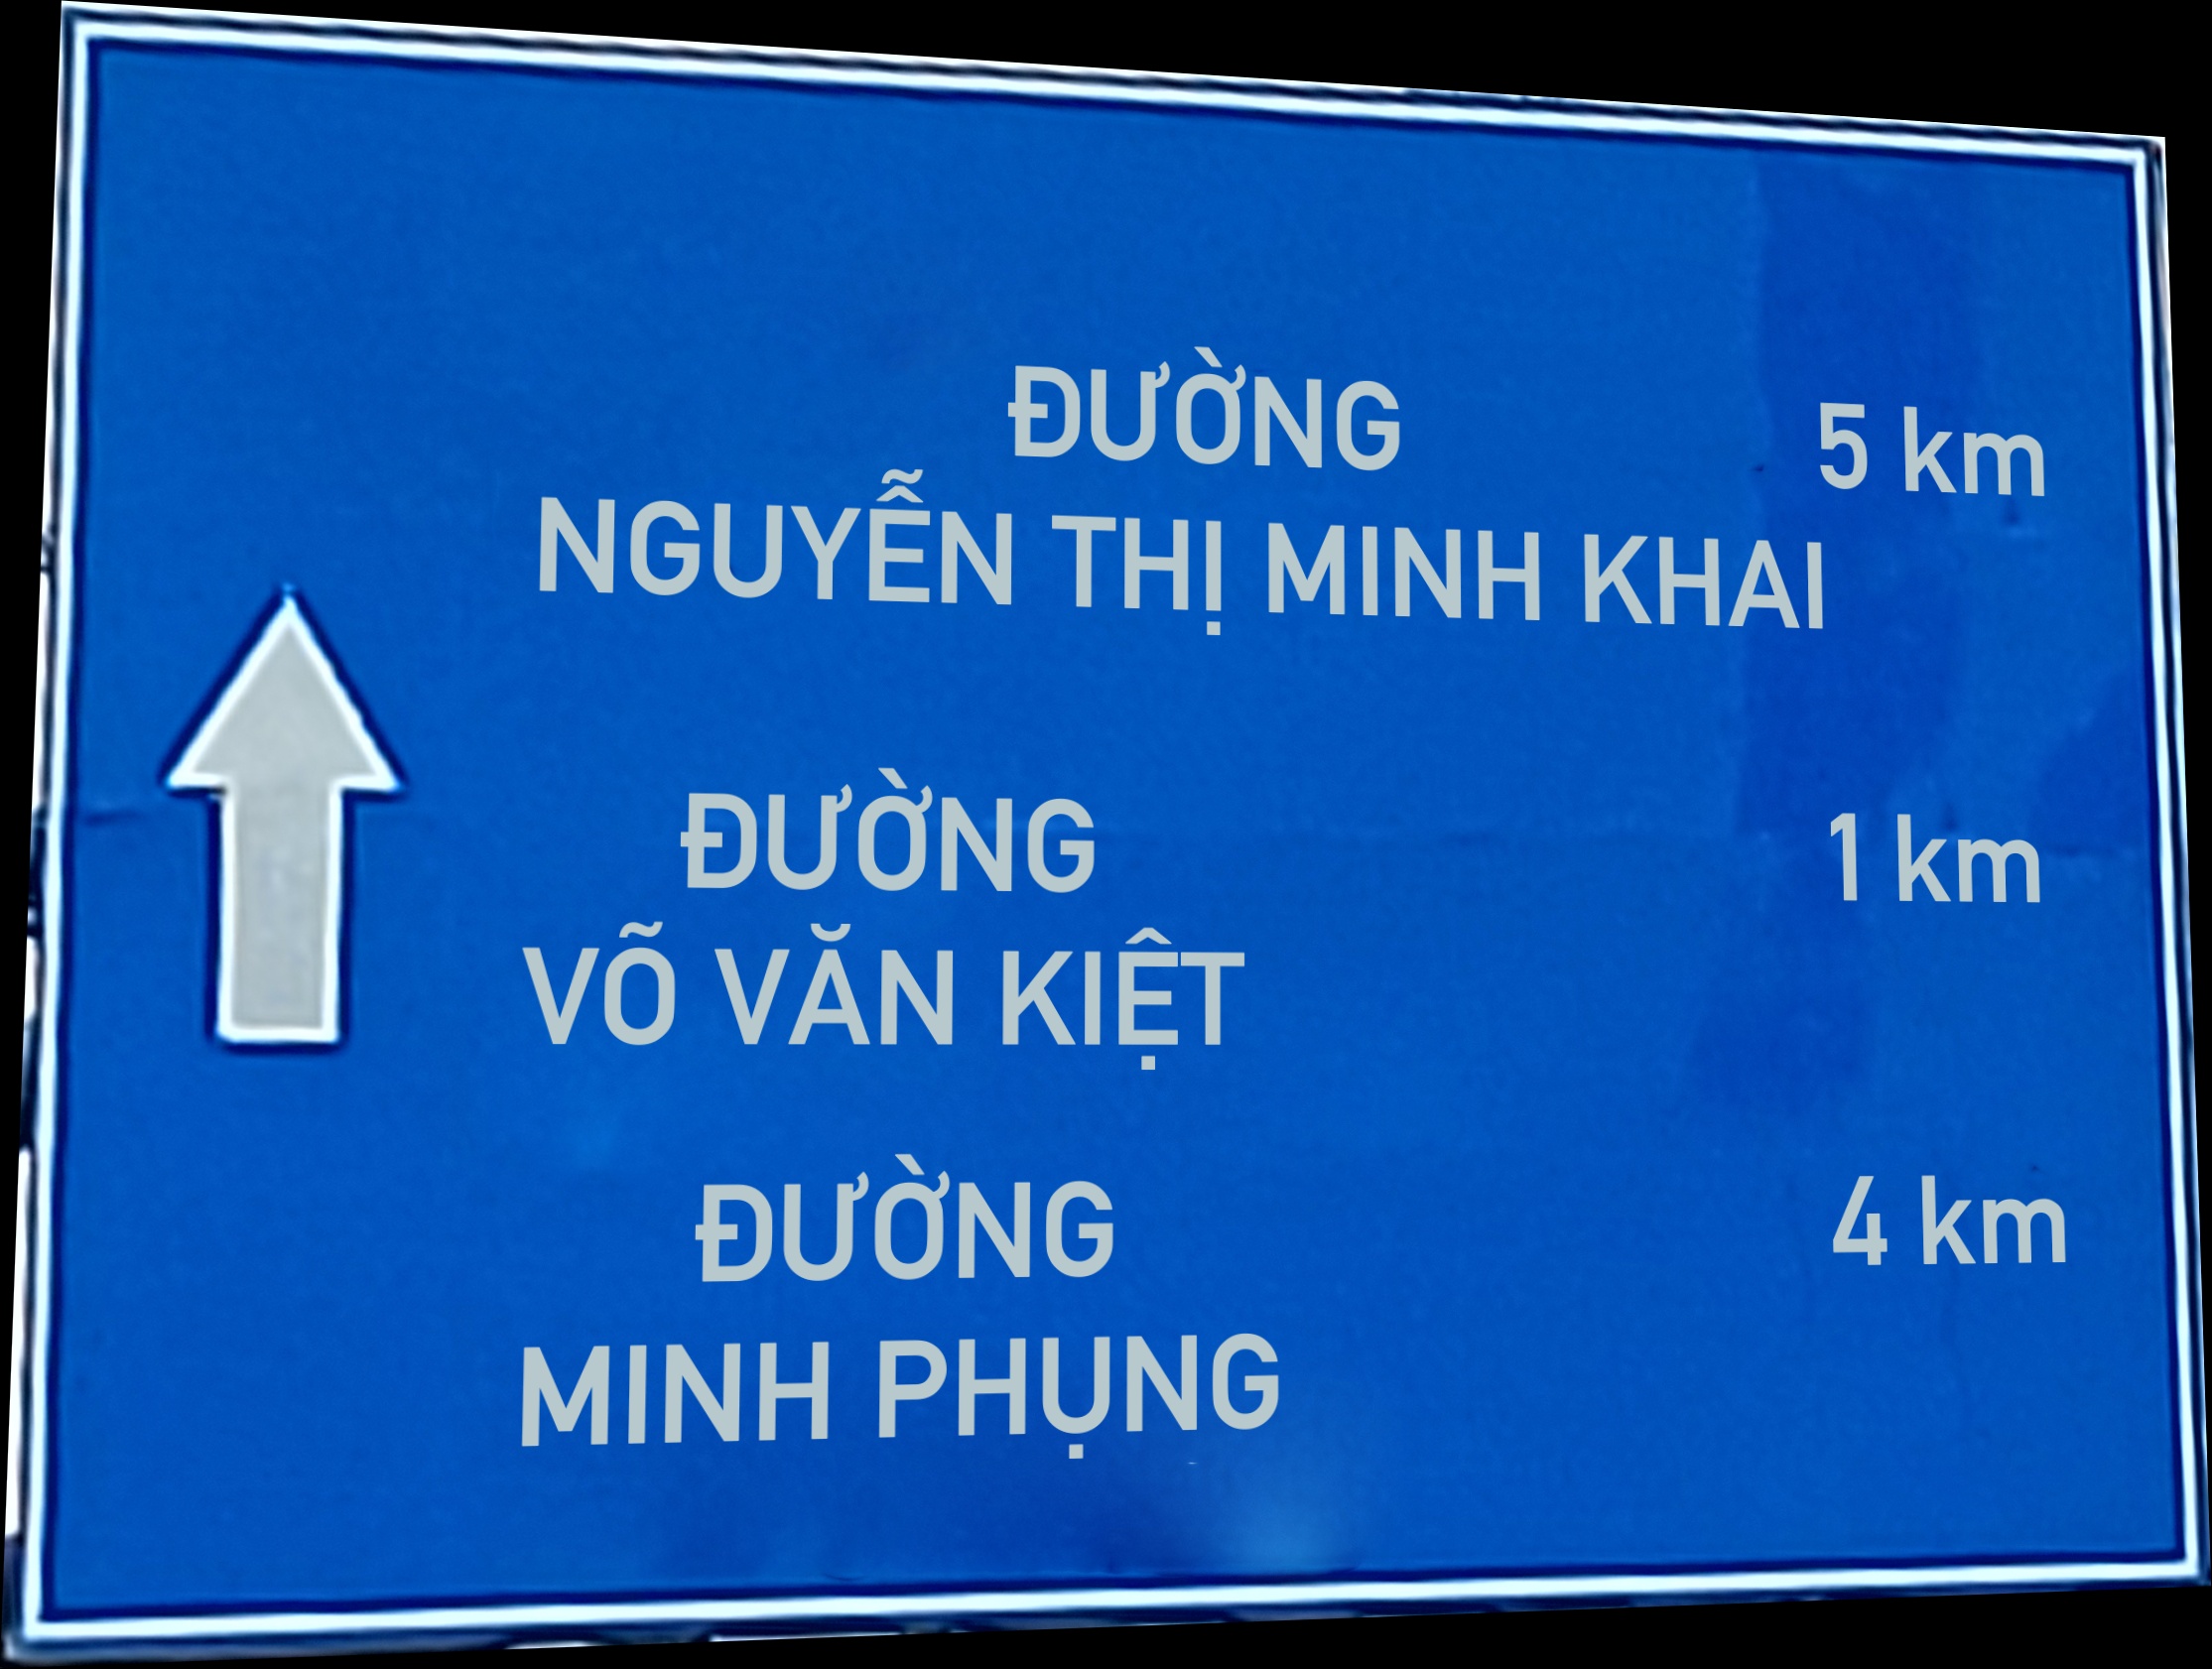 ĐƯỜNG
NGUYỄN THỊ MINH KHAI
5 km
ĐƯỜNG
VÕ VĂN KIỆT
1 km
ĐƯỜNG
MINH PHỤNG
4 km